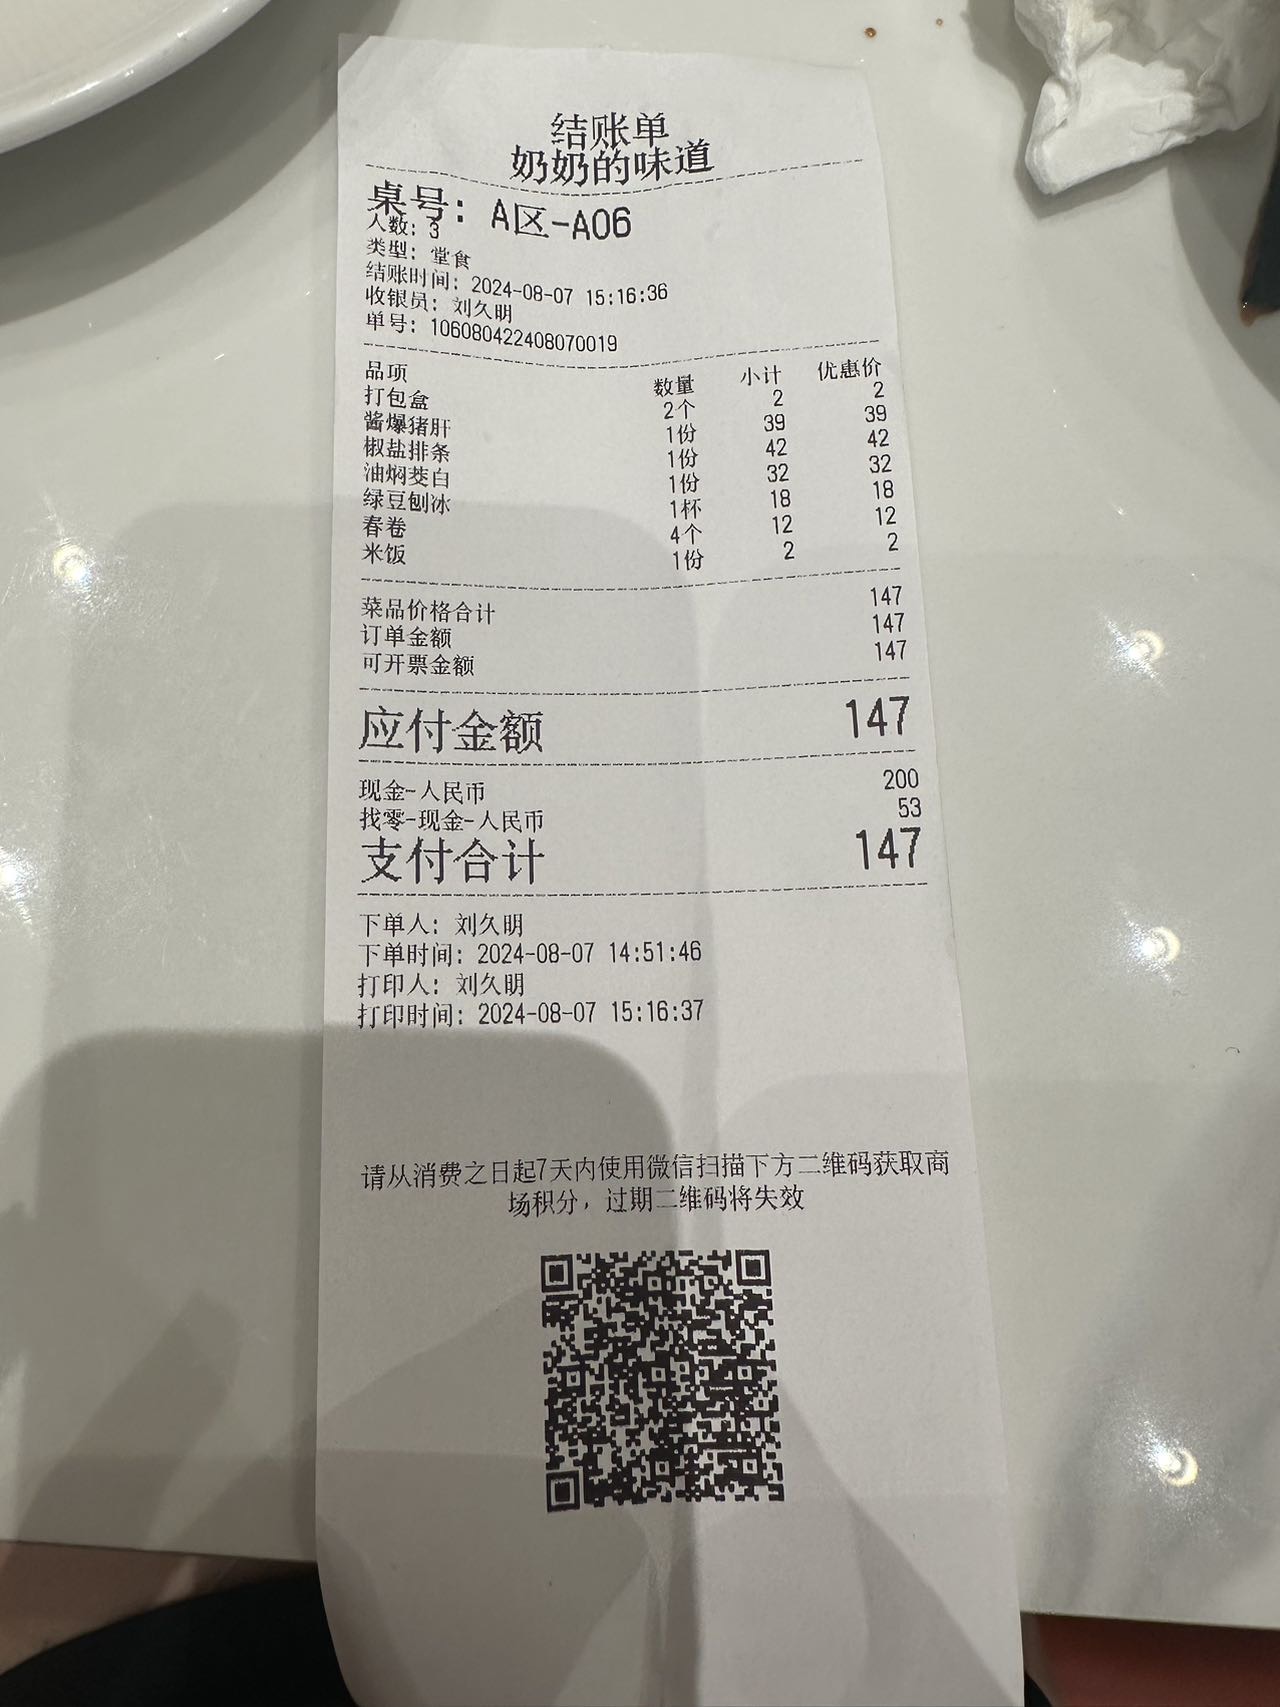 结账单
奶奶的味道
桌号: A区-A06
人数: 3
类型: 堂食
结账时间: 2024-08-07 15:16:36
收银员: 刘久明
单号: 106080422408070019
品项 数量 小计 优惠价
打包盒 2个 2 2
酱爆猪肝 1份 39 39
椒盐排条 1份 42 42
油焖茭白 1份 32 32
绿豆刨冰 1杯 18 18
春卷 4个 12 12
米饭 1份 2 2
菜品价格合计 147
订单金额 147
可开票金额 147
应付金额 147
现金-人民币 200
找零-现金-人民币 53
支付合计 147
下单人: 刘久明
下单时间: 2024-08-07 14:51:46
打印人: 刘久明
打印时间: 2024-08-07 15:16:37
请从消费之日起7天内使用微信扫描下方二维码获取商
场积分, 过期二维码将失效